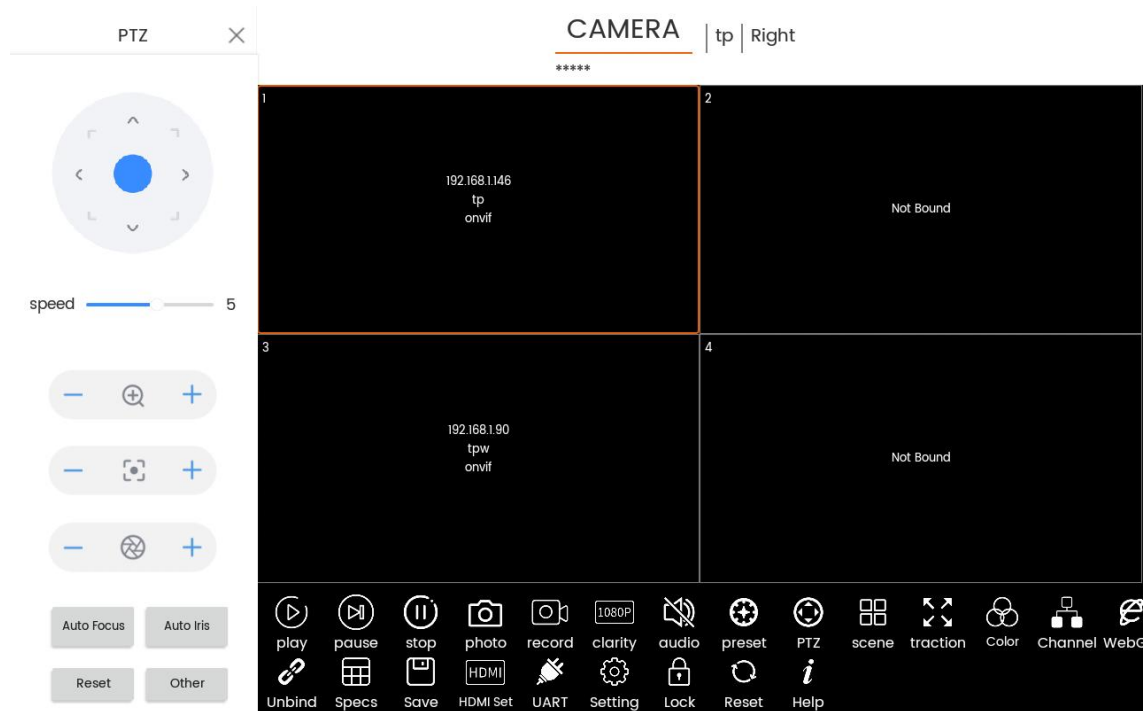 PTZ
CAMERA | tp | Right
*****
1
192.168.1.146
tp
onvif
2
Not Bound
speed 5
3
192.168.1.90
tpw
onvif
4
Not Bound
Auto Focus Auto Iris
Reset Other
1080P
play pause stop photo record clarity audio preset PTZ scene traction Color Channel WebG
HDMI
Unbind Specs Save HDMI Set UART Setting Lock Reset Help